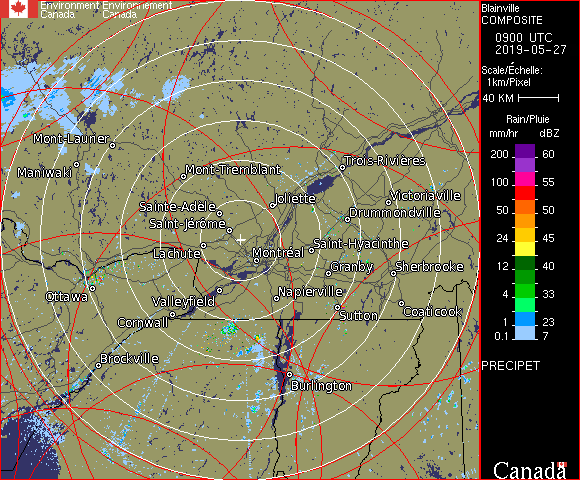 Environment Environnement
Canada Canada
Blainville
COMPOSITE
0900 UTC
2019-05-27
Scale/Échelle:
1km/Pixel
40 KM
Rain/Pluie
mm/hr dBZ
200 60
100 55
50 50
24 45
12 40
4 33
1 23
0.1 7
PRECIPET
Canada
Mont-Laurier
Maniwaki
Mont-Tremblant
Trois-Rivières
Joliette
Victoriaville
Sainte-Adèle
Drummondville
Saint-Jérôme
Saint-Hyacinthe
Lachute
Montréal
Granby
Sherbrooke
Ottawa
Valleyfield
Napierville
Coaticook
Cornwall
Sutton
Brockville
Burlington